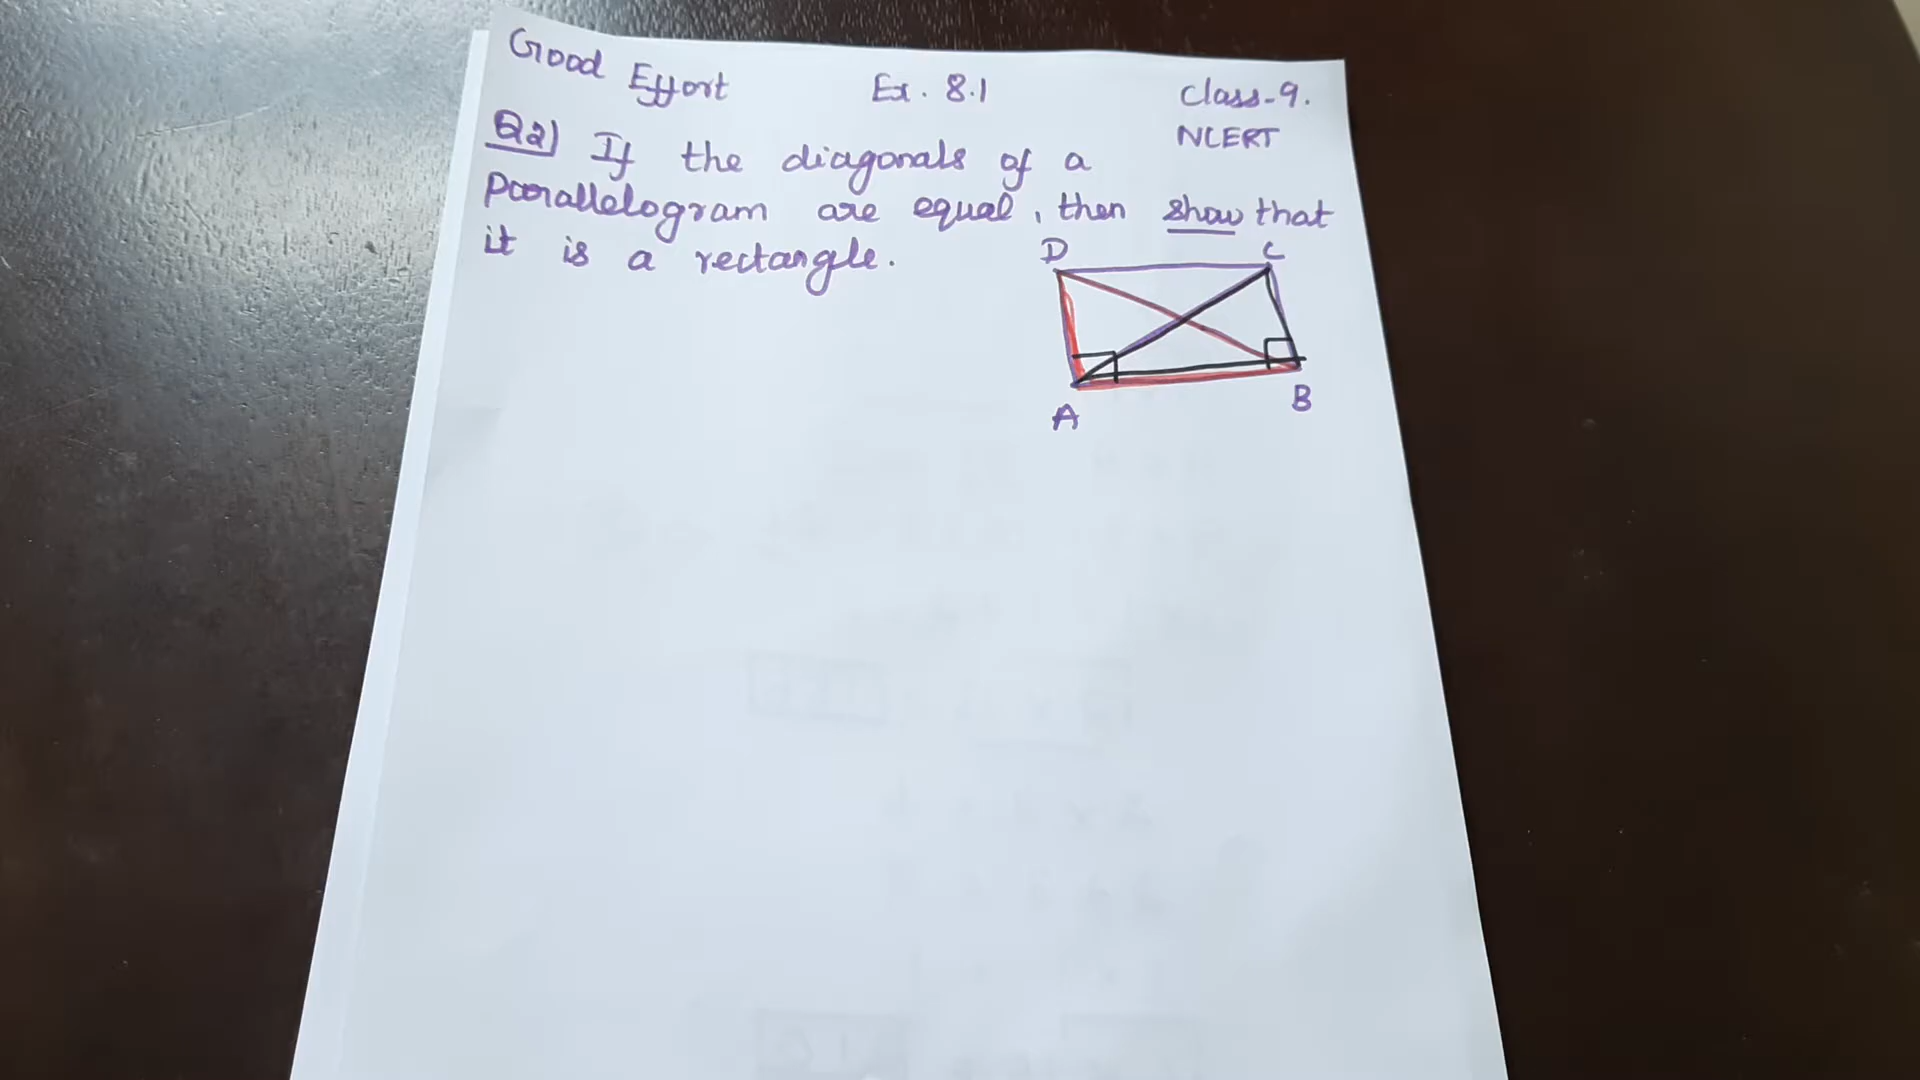 Good Effort Ex. 8.1 Class-9.
NCERT
Q2) If the diagonals of a
parallelogram are equal, then show that
it is a rectangle.
D C
A B